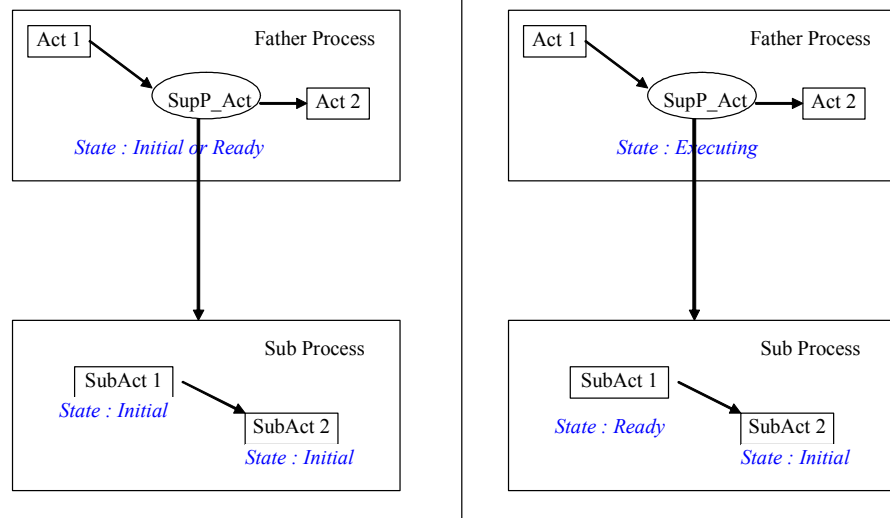 Father Process
Act 1
SupP_Act
Act 2
State : Initial or Ready
Sub Process
SubAct 1
State : Initial
SubAct 2
State : Initial
Father Process
Act 1
SupP_Act
Act 2
State : Executing
Sub Process
SubAct 1
State : Ready
SubAct 2
State : Initial